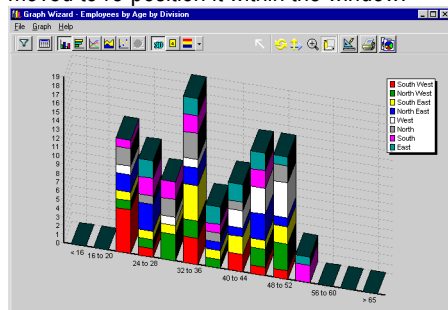 moved to re-position it within the window
Graph Wizard - Employees by Age by Division
File Graph Help
3D
19
18
17
16
15
14
13
12
11
10
9
8
7
6
5
4
3
2
1
0
< 16
16 to 20
24 to 28
32 to 36
40 to 44
48 to 52
56 to 60
> 65
South West
North West
South East
North East
West
North
South
East